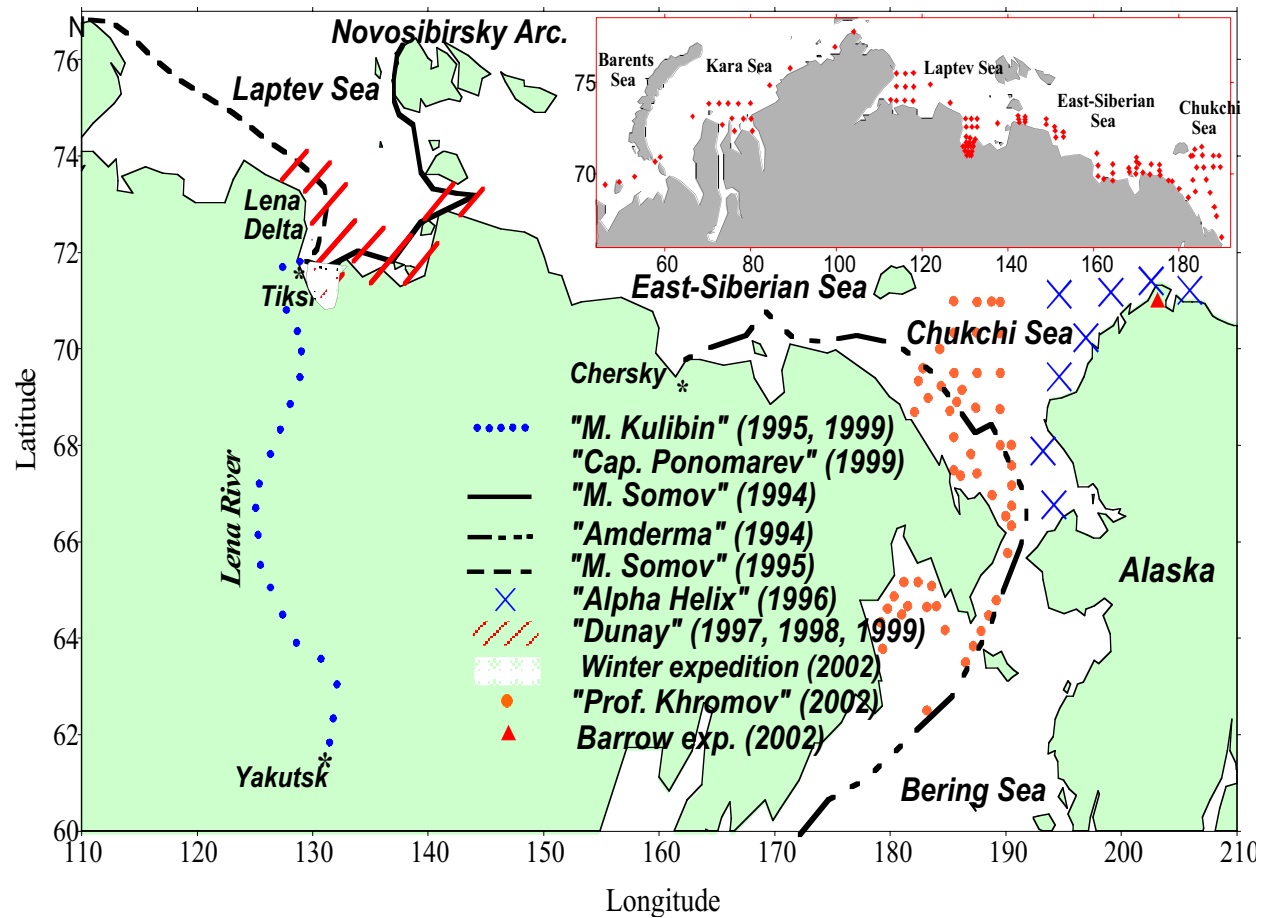 N
Novosibirsky Arc.
Laptev Sea
Lena
Delta
Tiksi
East-Siberian Sea
Chukchi Sea
Chersky
*
*
*
Lena River
Yakutsk
Alaska
Bering Sea
"M. Kulibin" (1995, 1999)
"Cap. Ponomarev" (1999)
"M. Somov" (1994)
"Amderma" (1994)
"M. Somov" (1995)
"Alpha Helix" (1996)
"Dunay" (1997, 1998, 1999)
Winter expedition (2002)
"Prof. Khromov" (2002)
Barrow exp. (2002)
Barents
Sea
Kara Sea
Laptev Sea
East-Siberian
Sea
Chukchi
Sea
75
70
60 80 100 120 140 160 180
76
74
72
70
68
66
64
62
60
Latitude
110 120 130 140 150 160 170 180 190 200 210
Longitude